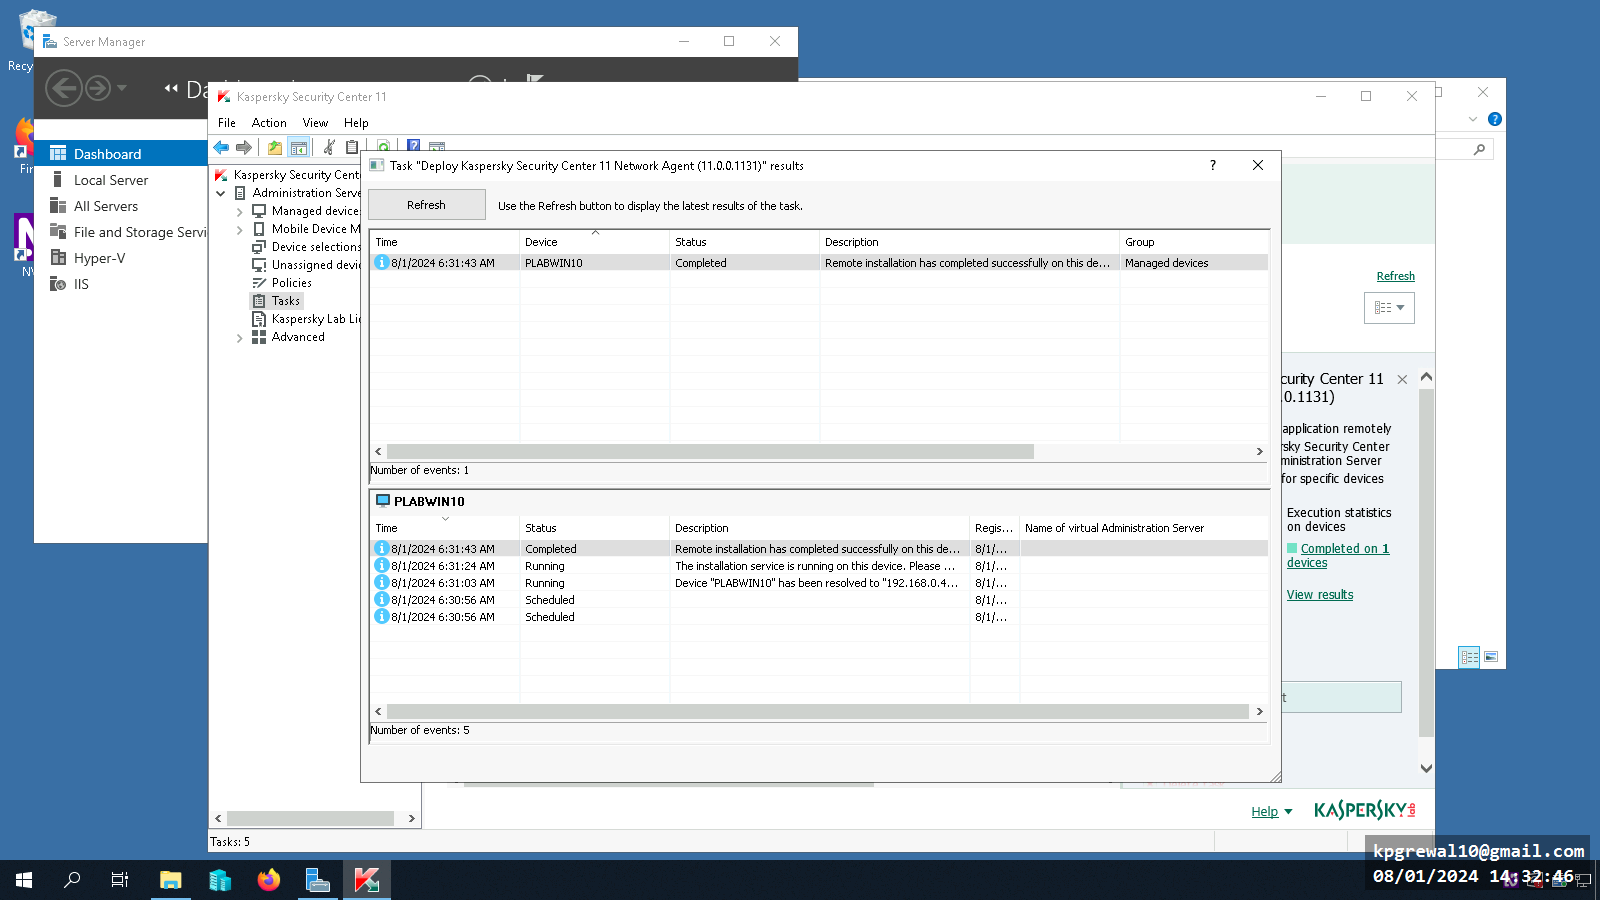 Recy
Server Manager
Kaspersky Security Center 11
File Action View Help
Dashboard
Local Server
All Servers
File and Storage Servi
Hyper-V
IIS
Kaspersky Security Cent
Administration Serve
Managed device
Mobile Device M
Device selections
Unassigned devi
Policies
Tasks
Kaspersky Lab Lic
Advanced
Task "Deploy Kaspersky Security Center 11 Network Agent (11.0.0.1131)" results
?
Refresh
Use the Refresh button to display the latest results of the task.
Time Device Status Description Group
8/1/2024 6:31:43 AM PLABWIN10 Completed Remote installation has completed successfully on this de... Managed devices
Number of events: 1
PLABWIN10
Time Status Description Regis... Name of virtual Administration Server
8/1/2024 6:31:43 AM Completed Remote installation has completed successfully on this de... 8/1/...
8/1/2024 6:31:24 AM Running The installation service is running on this device. Please ... 8/1/...
8/1/2024 6:31:03 AM Running Device "PLABWIN10" has been resolved to "192.168.0.4... 8/1/...
8/1/2024 6:30:56 AM Scheduled 8/1/...
8/1/2024 6:30:56 AM Scheduled 8/1/...
Number of events: 5
Refresh
curity Center 11
.0.1131)
application remotely
rsky Security Center
ministration Server
for specific devices
Execution statistics
on devices
Completed on 1
devices
View results
Help
KASPERSKY lab
Tasks: 5
kpgrewal10@gmail.com
08/01/2024 14:32:46